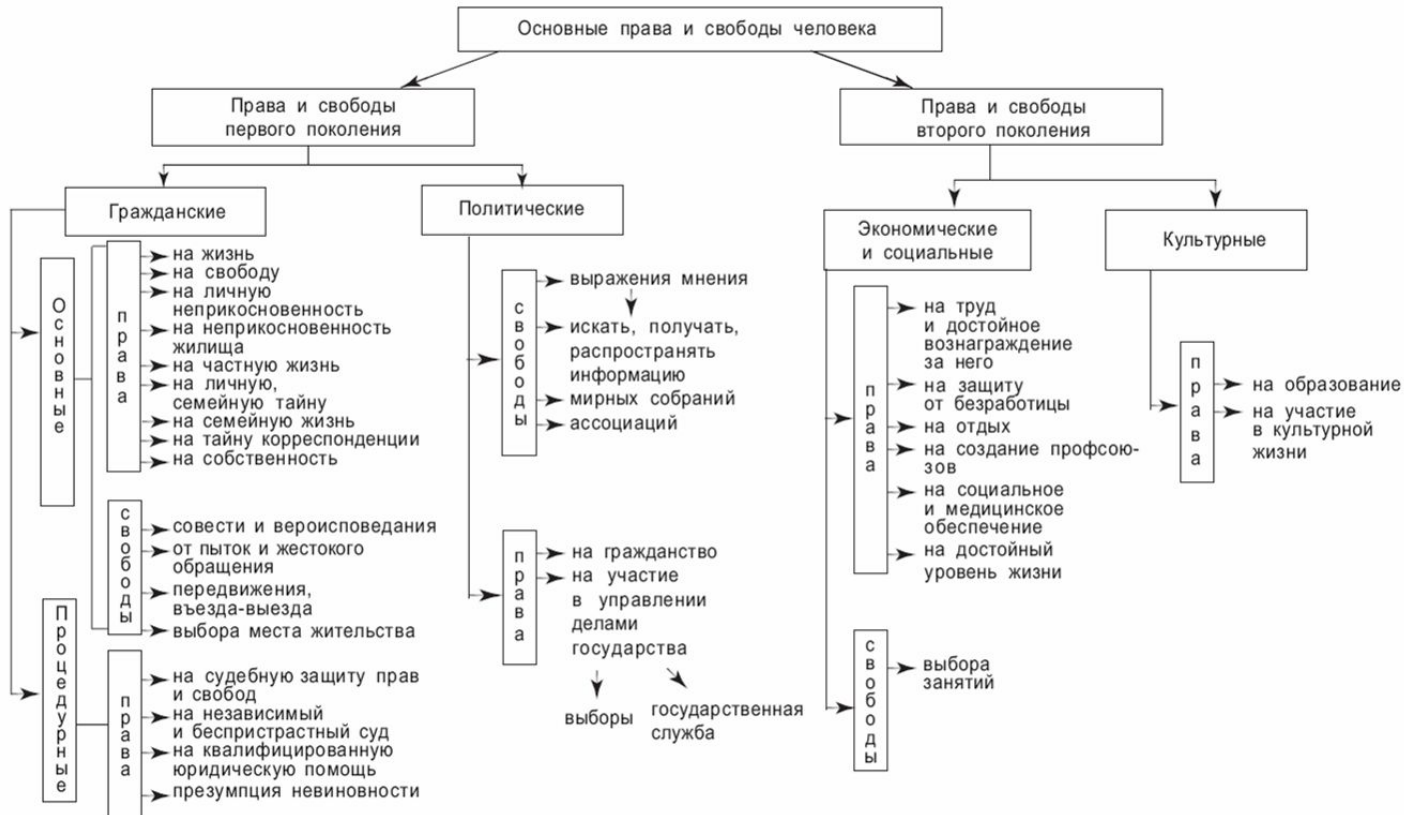 Основные права и свободы человека
Права и свободы
первого поколения
Права и свободы
второго поколения
Гражданские
Политические
Экономические
и социальные
Культурные
Основные
права
на жизнь
на свободу
на личную
неприкосновенность
на неприкосновенность
жилища
на частную жизнь
на личную,
семейную тайну
на семейную жизнь
на тайну корреспонденции
на собственность
свободы
совести и вероисповедания
от пыток и жестокого
обращения
передвижения,
въезда-выезда
выбора места жительства
Процедурные
права
на судебную защиту прав
и свобод
на независимый
и беспристрастный суд
на квалифицированную
юридическую помощь
презумпция невиновности
свободы
выражения мнения
искать, получать,
распространять
информацию
мирных собраний
ассоциаций
права
на гражданство
на участие
в управлении
делами
государства
выборы
государственная
служба
права
на труд
и достойное
вознаграждение
за него
на защиту
от безработицы
на отдых
на создание профсою-
зов
на социальное
и медицинское
обеспечение
на достойный
уровень жизни
свободы
выбора
занятий
права
на образование
на участие
в культурной
жизни